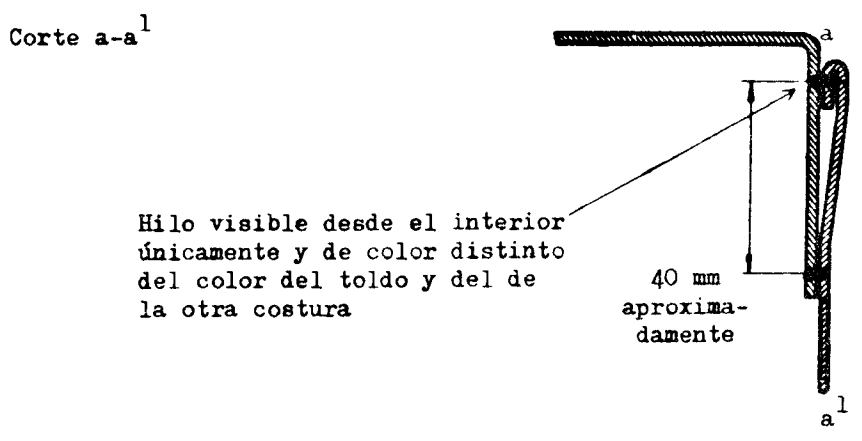 Corte a-a¹
a
Hilo visible desde el interior
únicamente y de color distinto
del color del toldo y del de
la otra costura
40 mm
aproxima-
damente
a¹